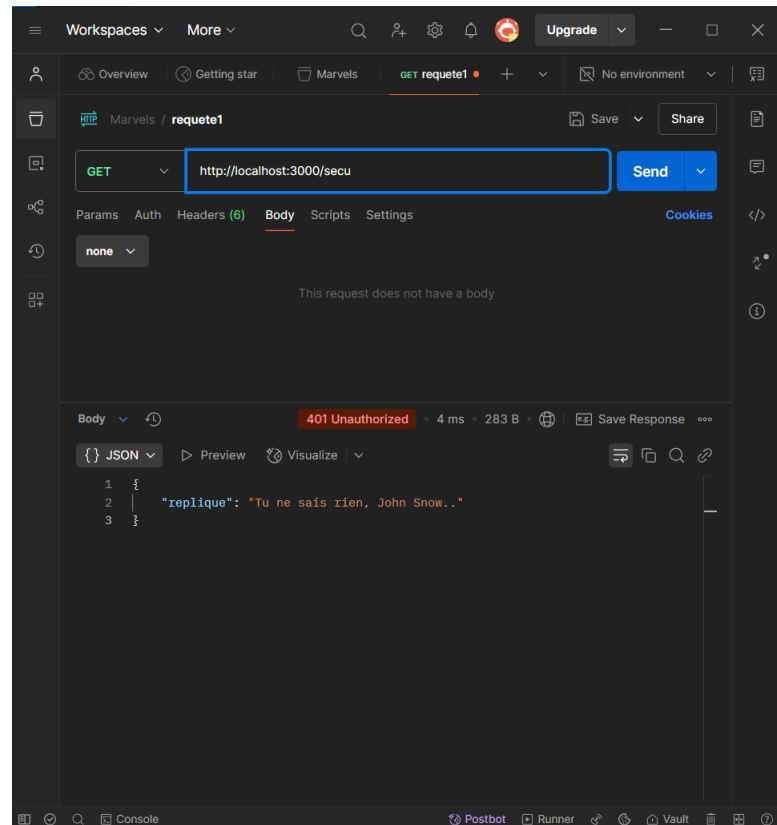 Workspaces More Upgrade
Overview Getting star Marvels GET requete1 No environment
HTTP Marvels / requete1 Save Share
GET http://localhost:3000/secu Send
Params Auth Headers (6) Body Scripts Settings Cookies
none
This request does not have a body
Body 401 Unauthorized 4 ms 283 B e.g. Save Response
{} JSON Preview Visualize
1 {
2 "replique": "Tu ne sais rien, John Snow.."
3 }
Console Postbot Runner Vault